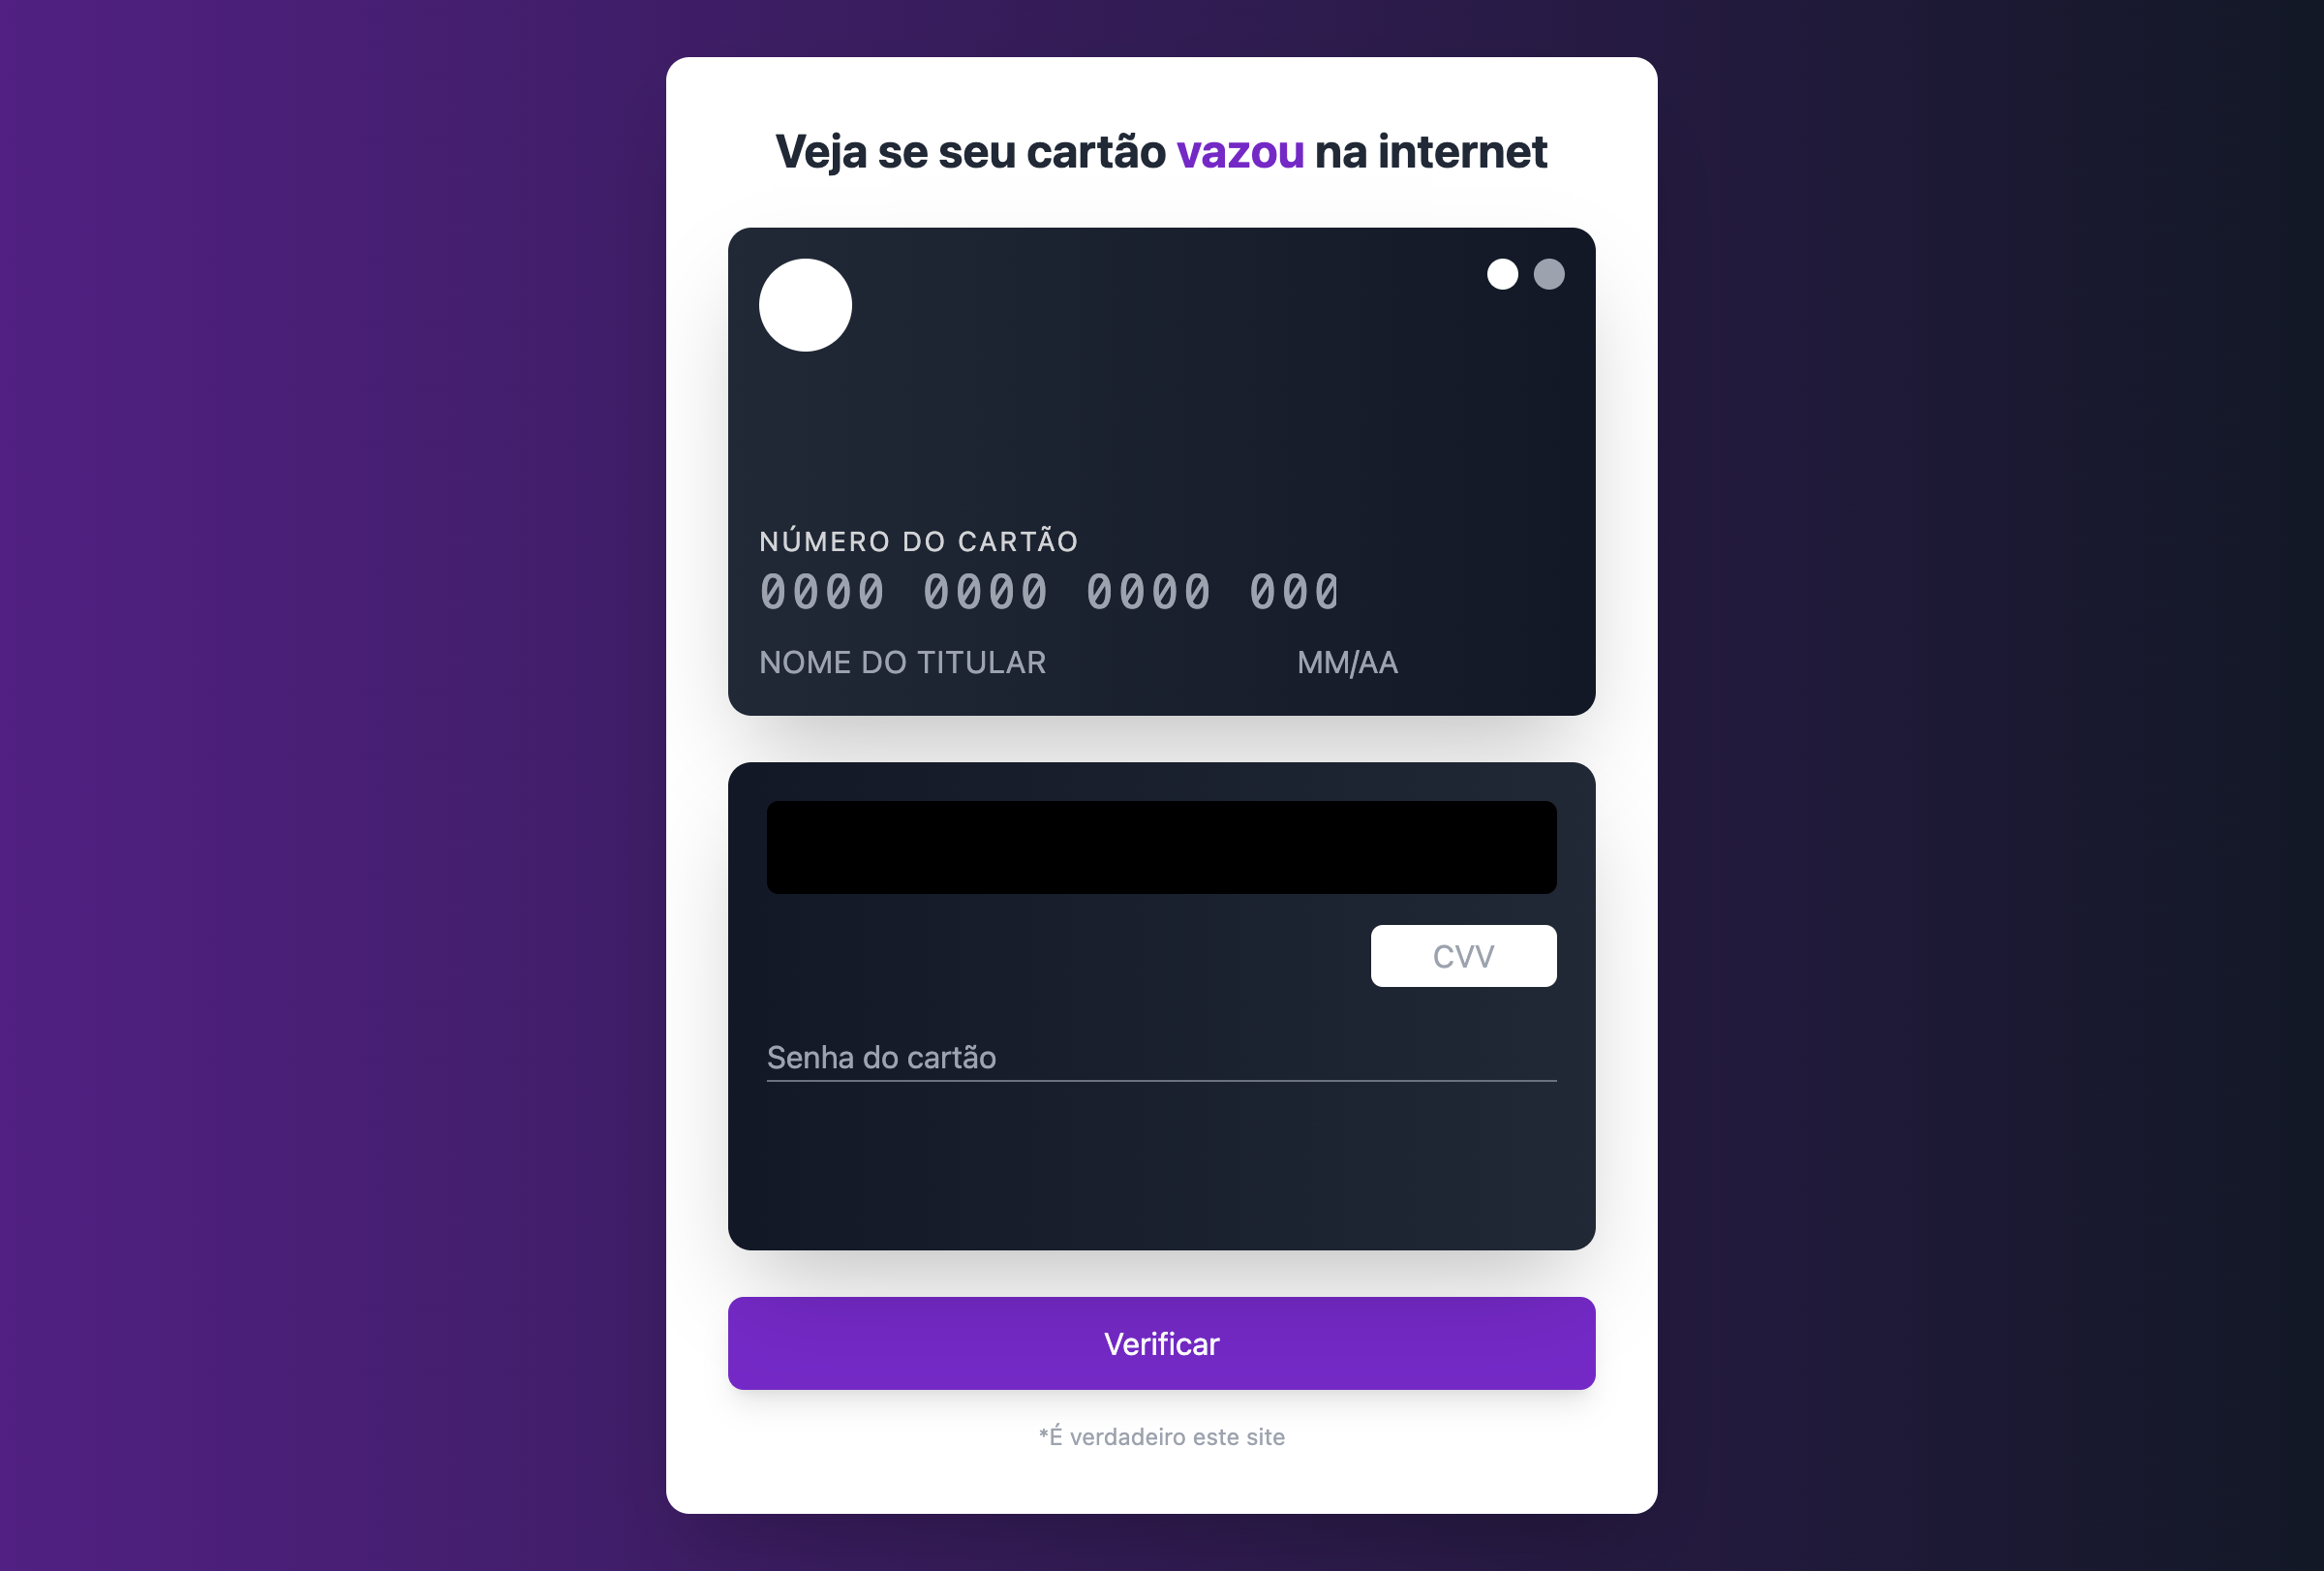 Veja se seu cartão vazou na internet
NÚMERO DO CARTÃO
0000 0000 0000 000
NOME DO TITULAR MM/AA
CVV
Senha do cartão
Verificar
*É verdadeiro este site